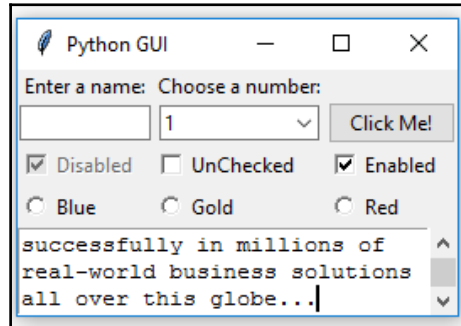 Python GUI
Enter a name: Choose a number:
1 Click Me!
Disabled UnChecked Enabled
Blue Gold Red
successfully in millions of
real-world business solutions
all over this globe...